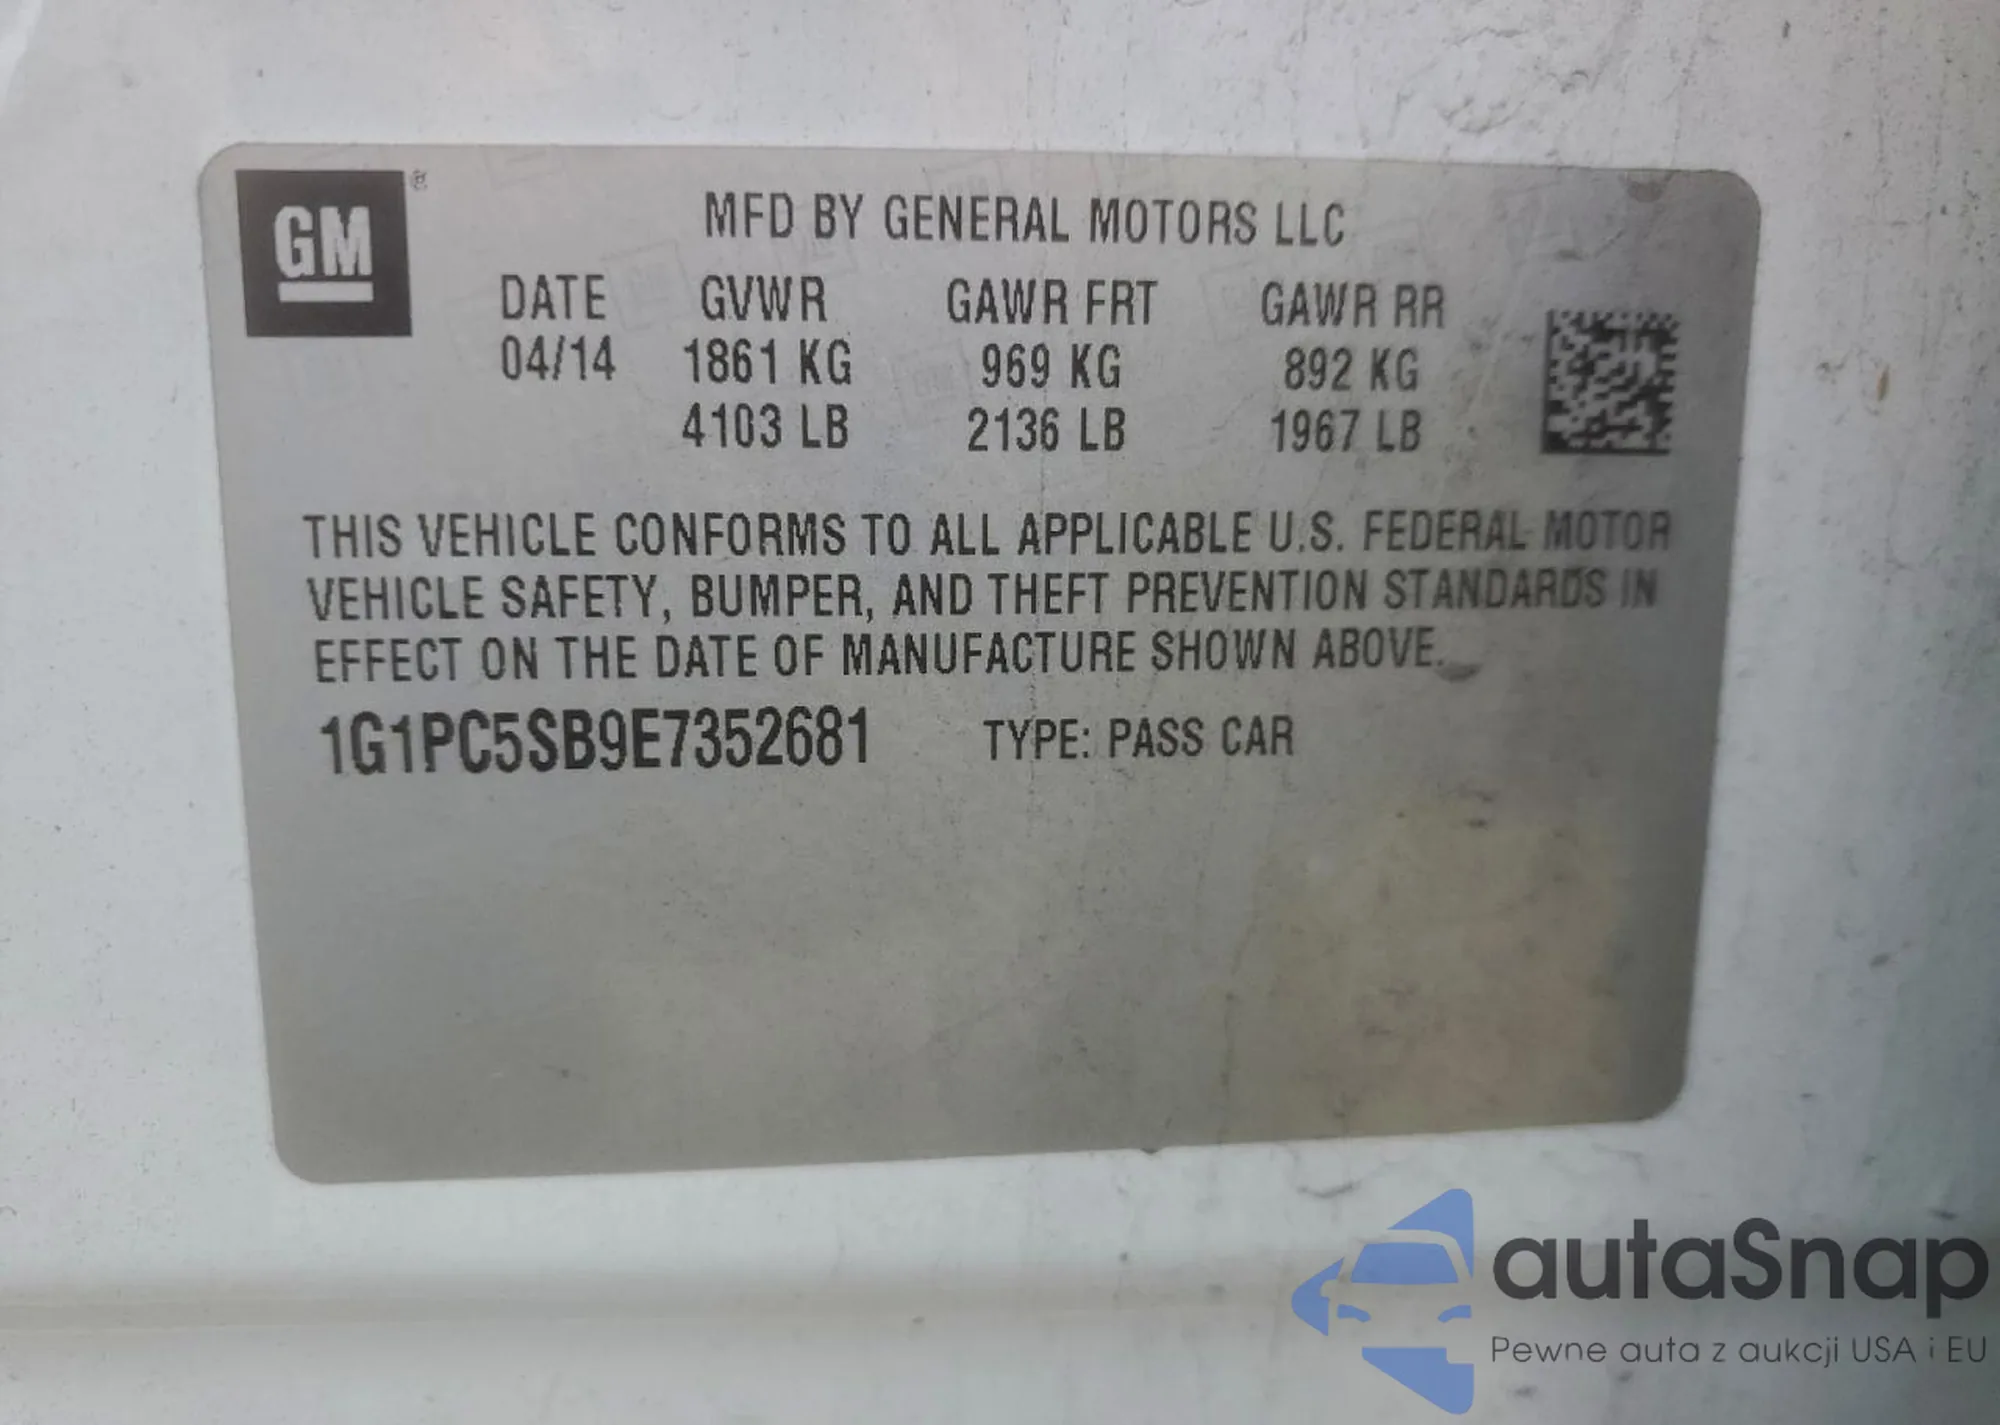 GM ®
MFD BY GENERAL MOTORS LLC
DATE GVWR GAWR FRT GAWR RR
04/14 1861 KG 969 KG 892 KG
4103 LB 2136 LB 1967 LB
THIS VEHICLE CONFORMS TO ALL APPLICABLE U.S. FEDERAL MOTOR
VEHICLE SAFETY, BUMPER, AND THEFT PREVENTION STANDARDS IN
EFFECT ON THE DATE OF MANUFACTURE SHOWN ABOVE.
1G1PC5SB9E7352681 TYPE: PASS CAR
autaSnap
Pewne auta z aukcji USA i EU